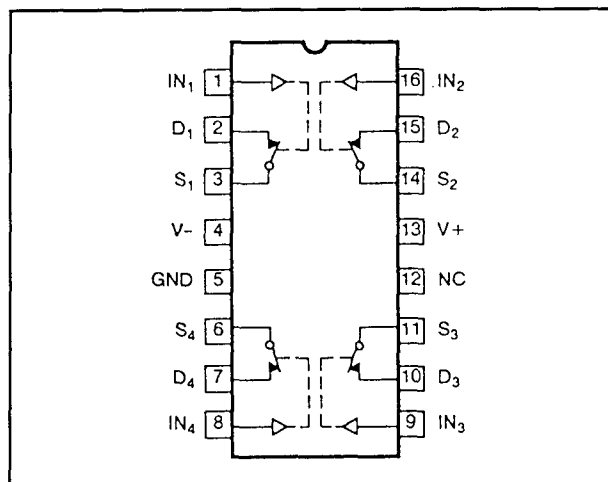 IN₁ 1 16 IN₂
D₁ 2 15 D₂
S₁ 3 14 S₂
V- 4 13 V+
GND 5 12 NC
S₄ 6 11 S₃
D₄ 7 10 D₃
IN₄ 8 9 IN₃